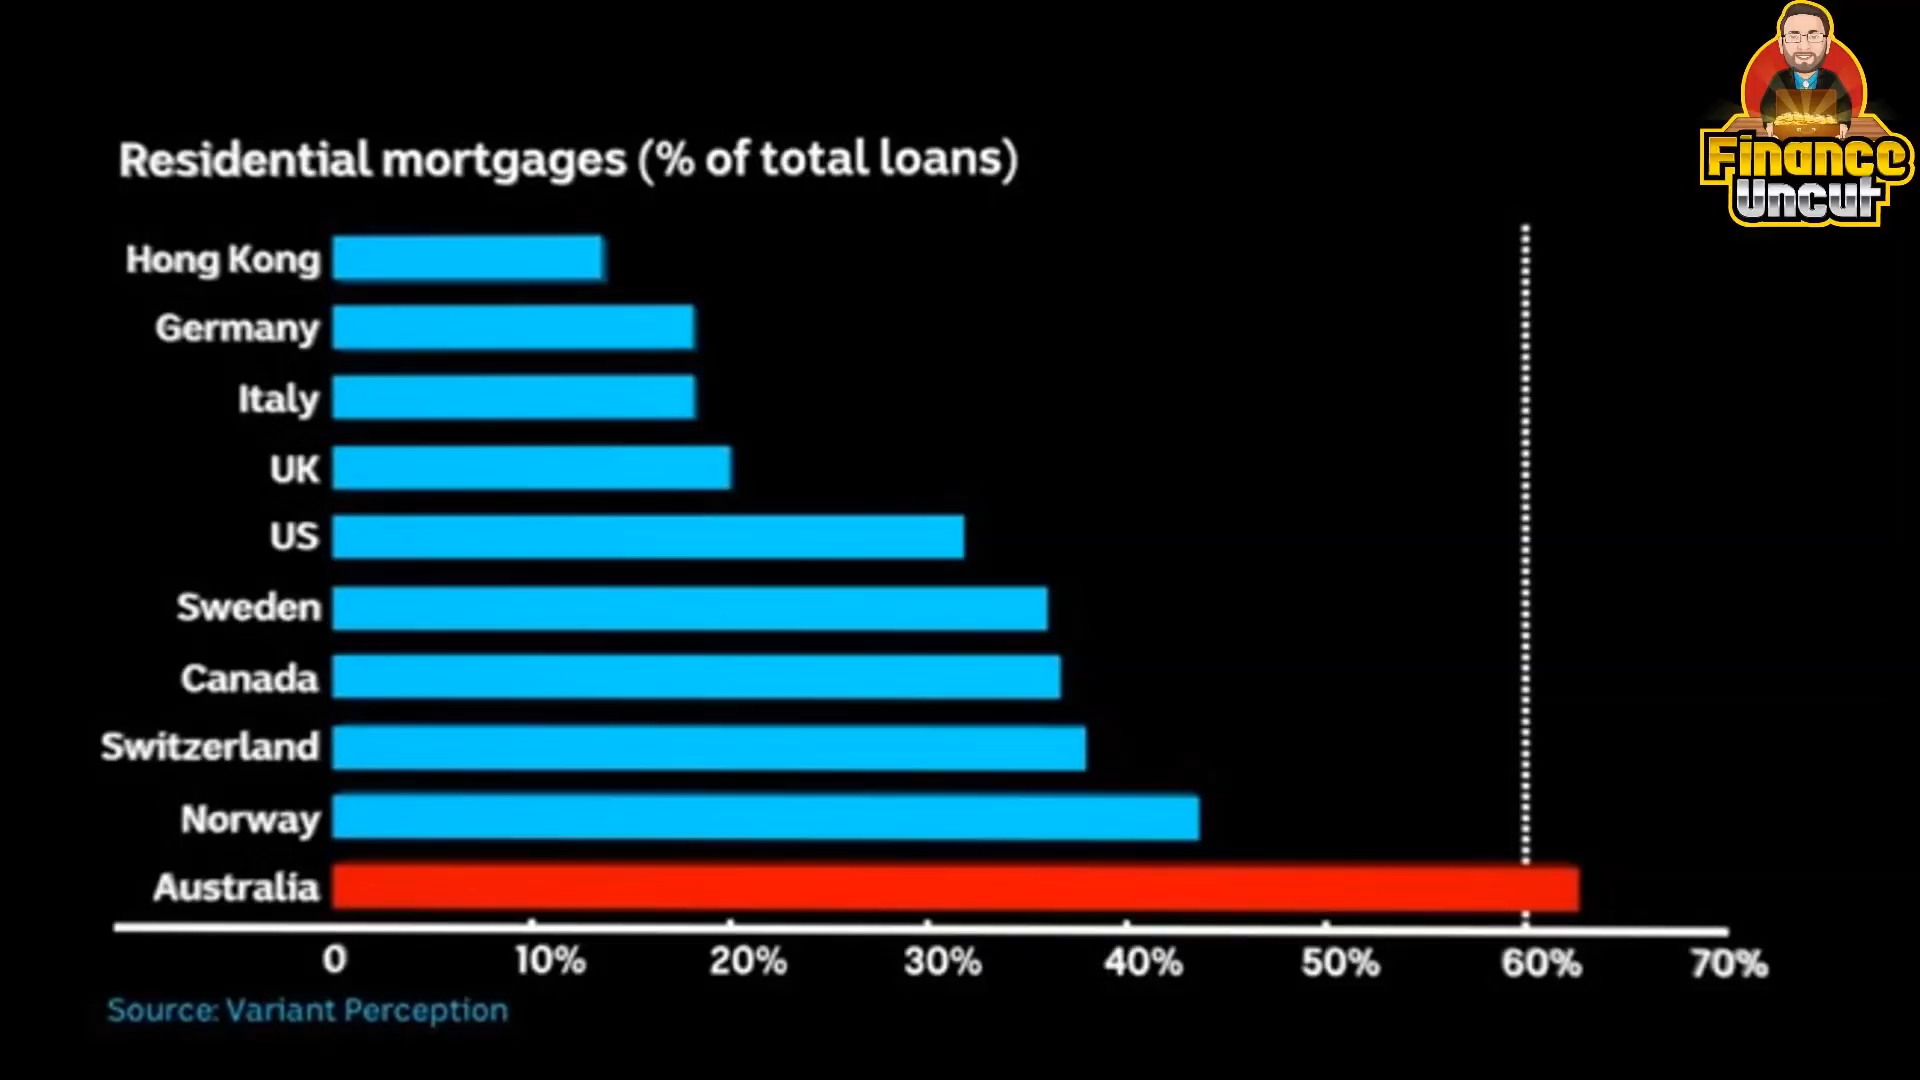 Finance
Uncut
Residential mortgages (% of total loans)
Hong Kong
Germany
Italy
UK
US
Sweden
Canada
Switzerland
Norway
Australia
0 10% 20% 30% 40% 50% 60% 70%
Source: Variant Perception